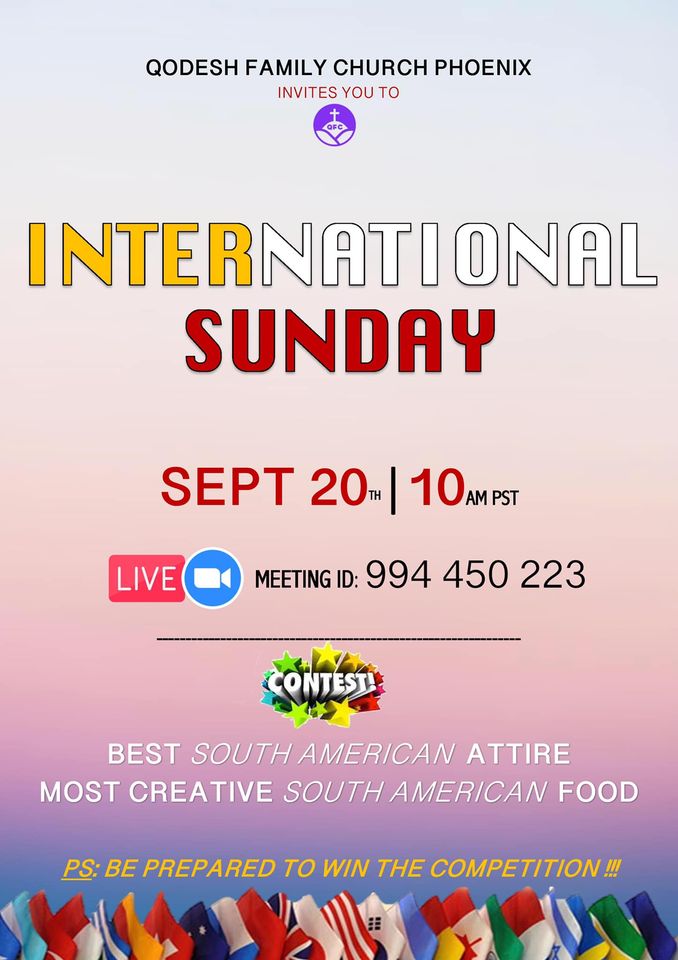 QODESH FAMILY CHURCH PHOENIX
INVITES YOU TO
QFC
INTERNATIONAL
SUNDAY
SEPT 20TH | 10AM PST
LIVE MEETING ID: 994 450 223
CONTEST!
BEST SOUTH AMERICAN ATTIRE
MOST CREATIVE SOUTH AMERICAN FOOD
PS: BE PREPARED TO WIN THE COMPETITION !!!